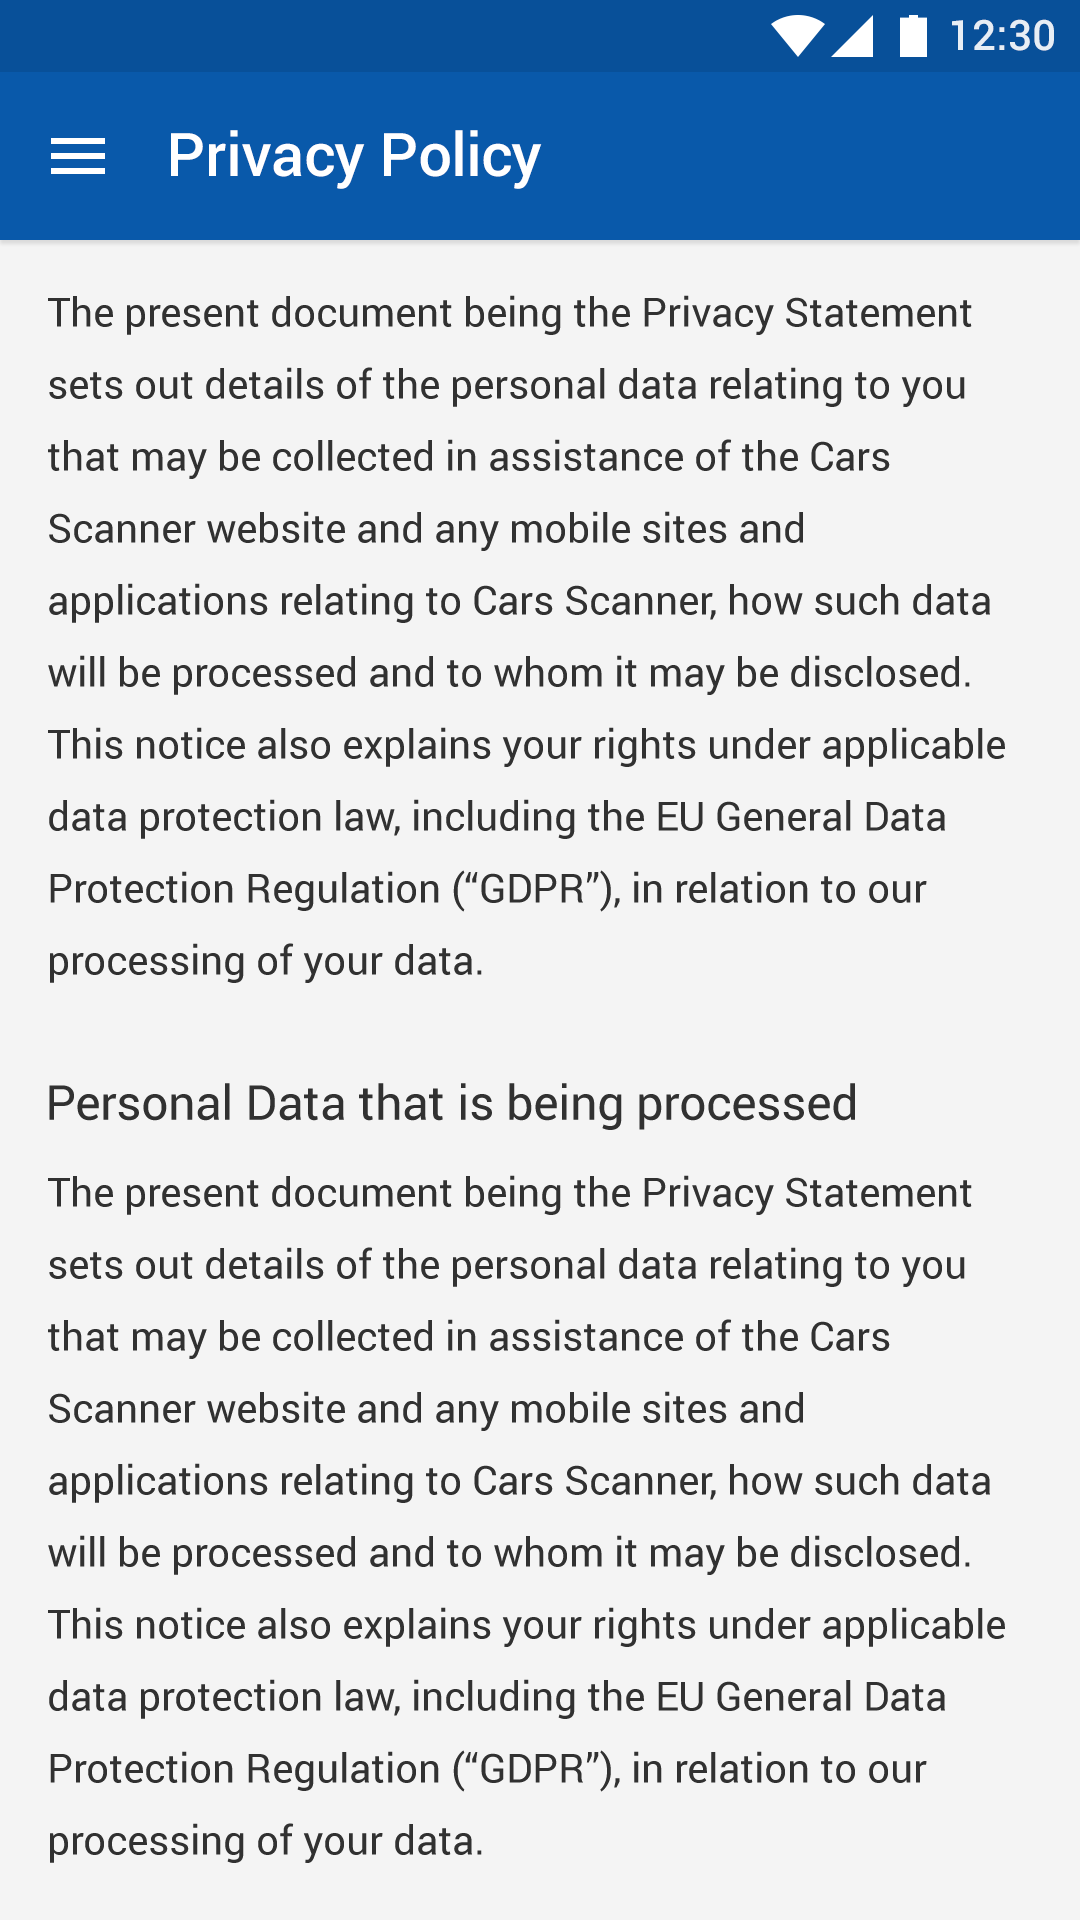 12:30
Privacy Policy
The present document being the Privacy Statement
sets out details of the personal data relating to you
that may be collected in assistance of the Cars
Scanner website and any mobile sites and
applications relating to Cars Scanner, how such data
will be processed and to whom it may be disclosed.
This notice also explains your rights under applicable
data protection law, including the EU General Data
Protection Regulation (“GDPR”), in relation to our
processing of your data.
Personal Data that is being processed
The present document being the Privacy Statement
sets out details of the personal data relating to you
that may be collected in assistance of the Cars
Scanner website and any mobile sites and
applications relating to Cars Scanner, how such data
will be processed and to whom it may be disclosed.
This notice also explains your rights under applicable
data protection law, including the EU General Data
Protection Regulation (“GDPR”), in relation to our
processing of your data.